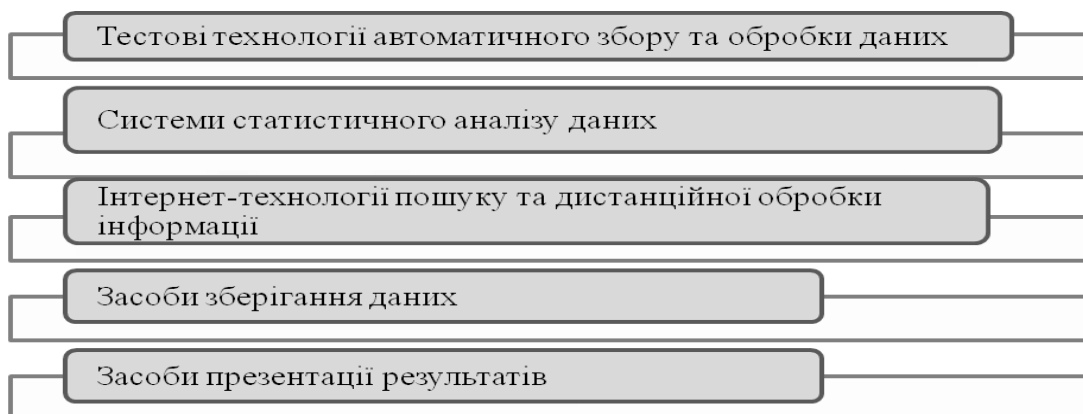 Тестові технології автоматичного збору та обробки даних
Системи статистичного аналізу даних
Інтернет-технології пошуку та дистанційної обробки
інформації
Засоби зберігання даних
Засоби презентації результатів